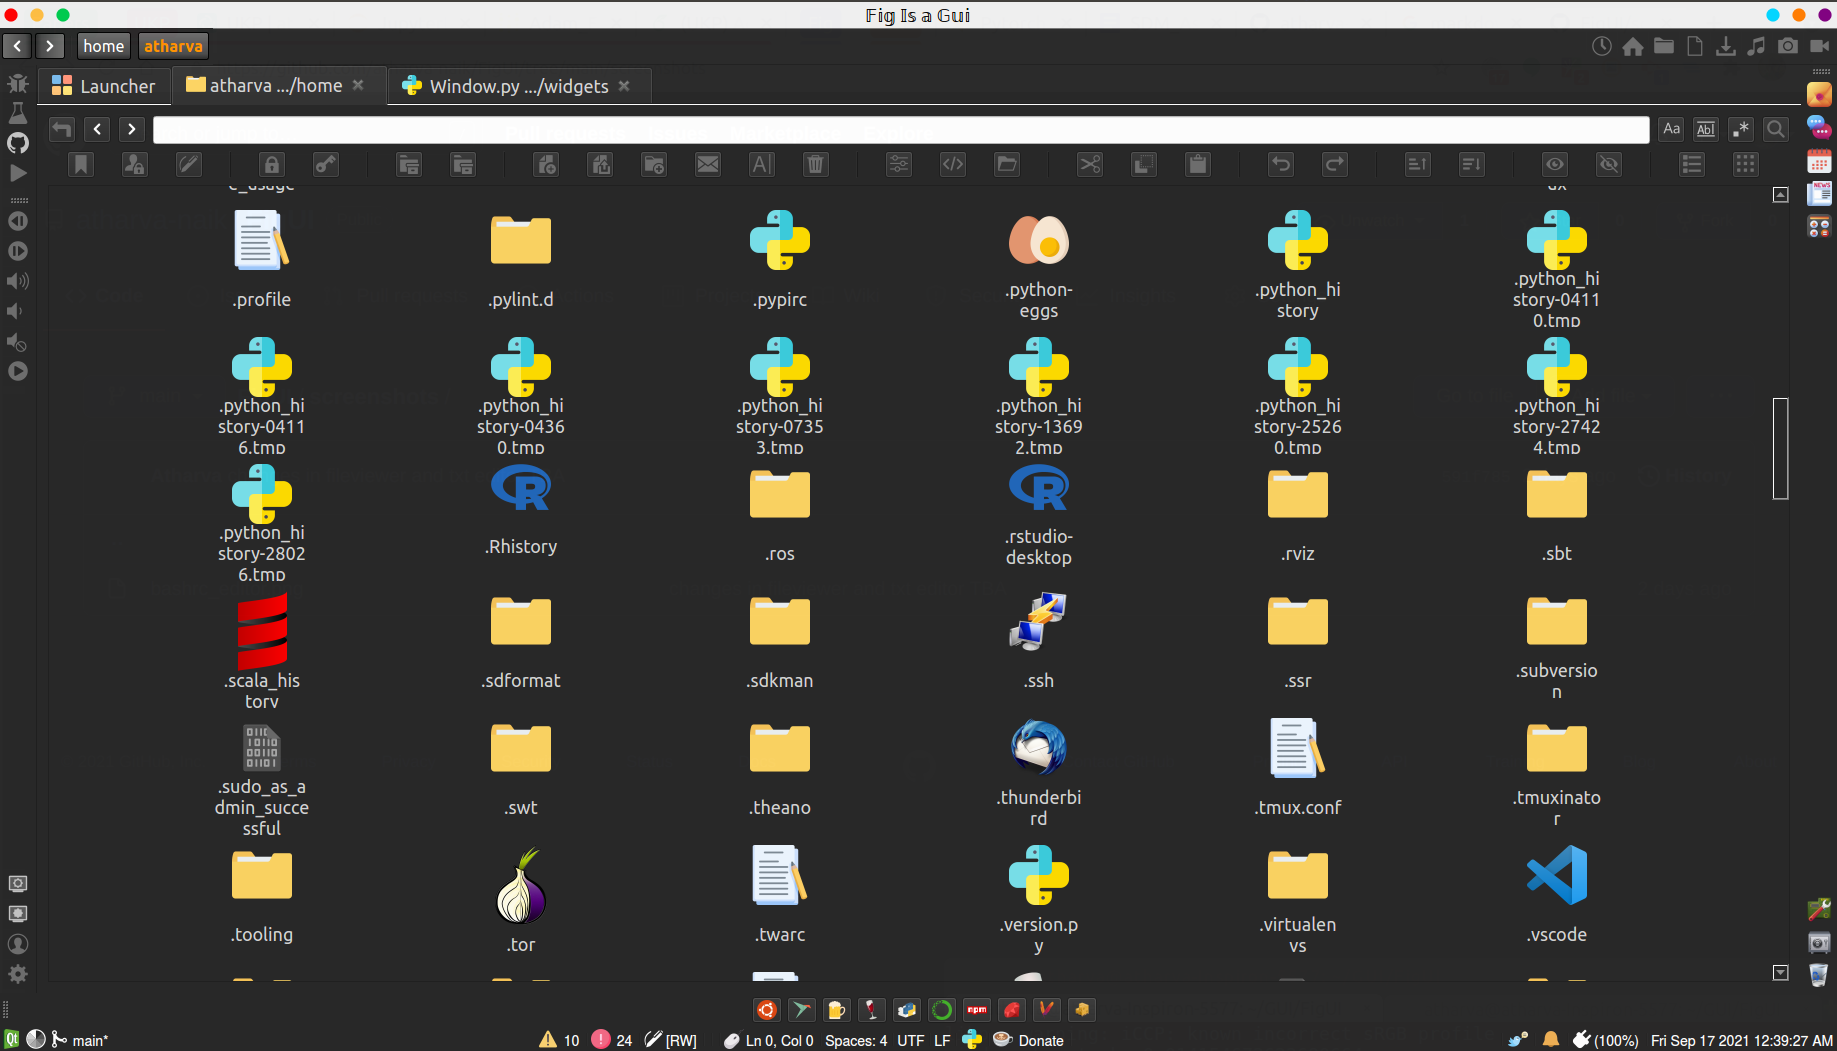 Fig Is a Gui
home atharva
Launcher atharva .../home Window.py .../widgets
Aa Abl .*
e_usage
.profile .pylint.d .pypirc .python-eggs .python_history .python_history-04110.tmp
.python_history-04116.tmp .python_history-04360.tmp .python_history-07353.tmp .python_history-13692.tmp .python_history-25260.tmp .python_history-27424.tmp
.python_history-28026.tmp .Rhistory .ros .rstudio-desktop .rviz .sbt
.scala_history .sdformat .sdkman .ssh .ssr .subversion
.sudo_as_admin_successful .swt .theano .thunderbird .tmux.conf .tmuxinator
.tooling .tor .twarc .version.py .virtualenvs .vscode
main* 10 24 [RW] Ln 0, Col 0 Spaces: 4 UTF LF Donate (100%) Fri Sep 17 2021 12:39:27 AM